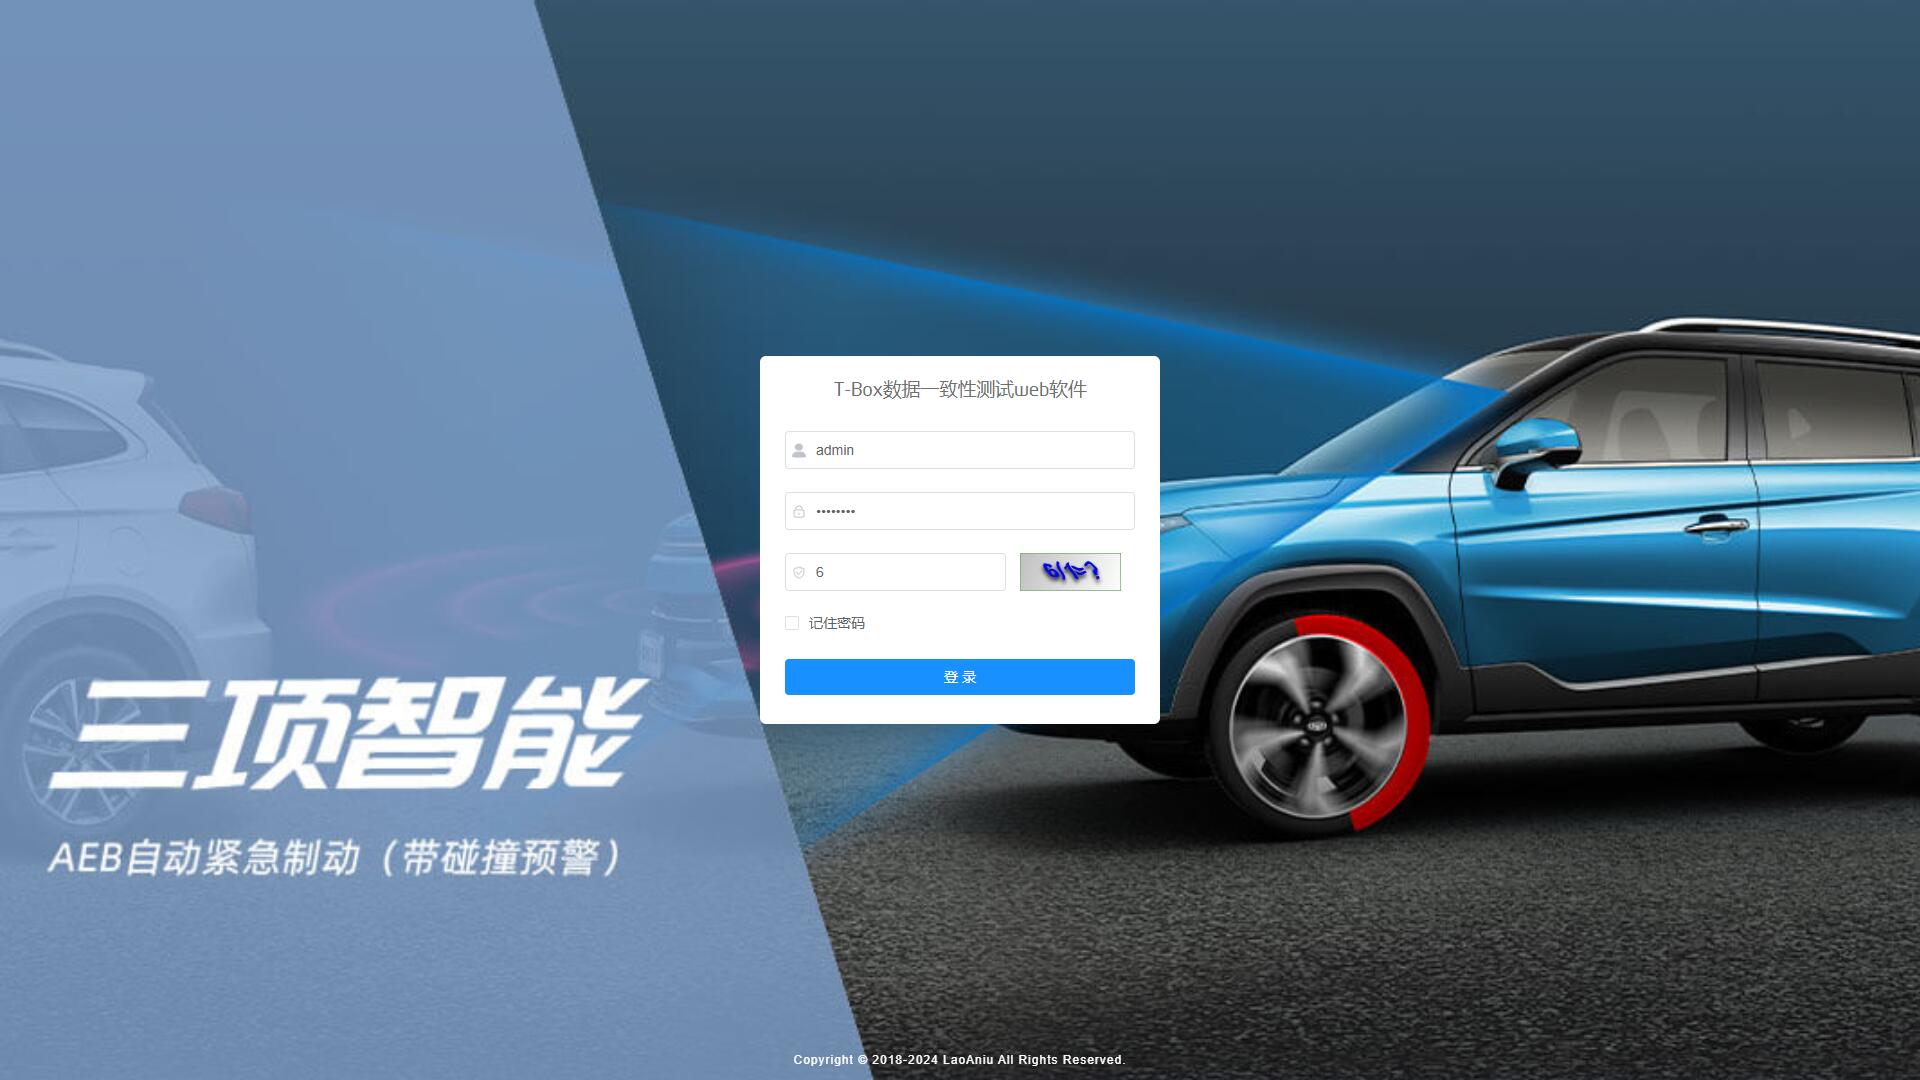 T-Box数据一致性测试web软件
admin
••••••••
6
6/1=?
记住密码
登 录
三项智能
AEB自动紧急制动（带碰撞预警）
Copyright © 2018-2024 LaoAniu All Rights Reserved.